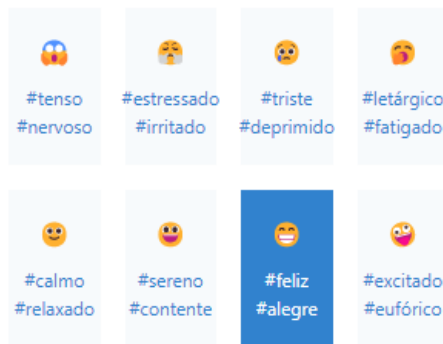 #tenso #estressado #triste #letárgico
#nervoso #irritado #deprimido #fatigado
#calmo #sereno #feliz #excitado
#relaxado #contente #alegre #eufórico